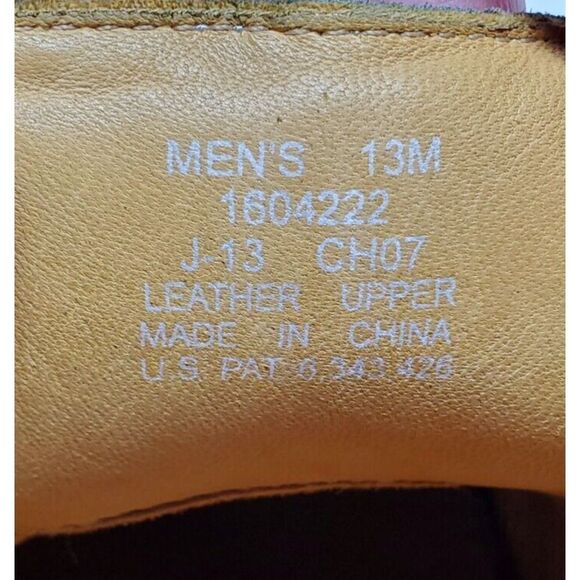 MEN'S 13M
1604222
J-13 CH07
LEATHER UPPER
MADE IN CHINA
U.S. PAT 6,343,426